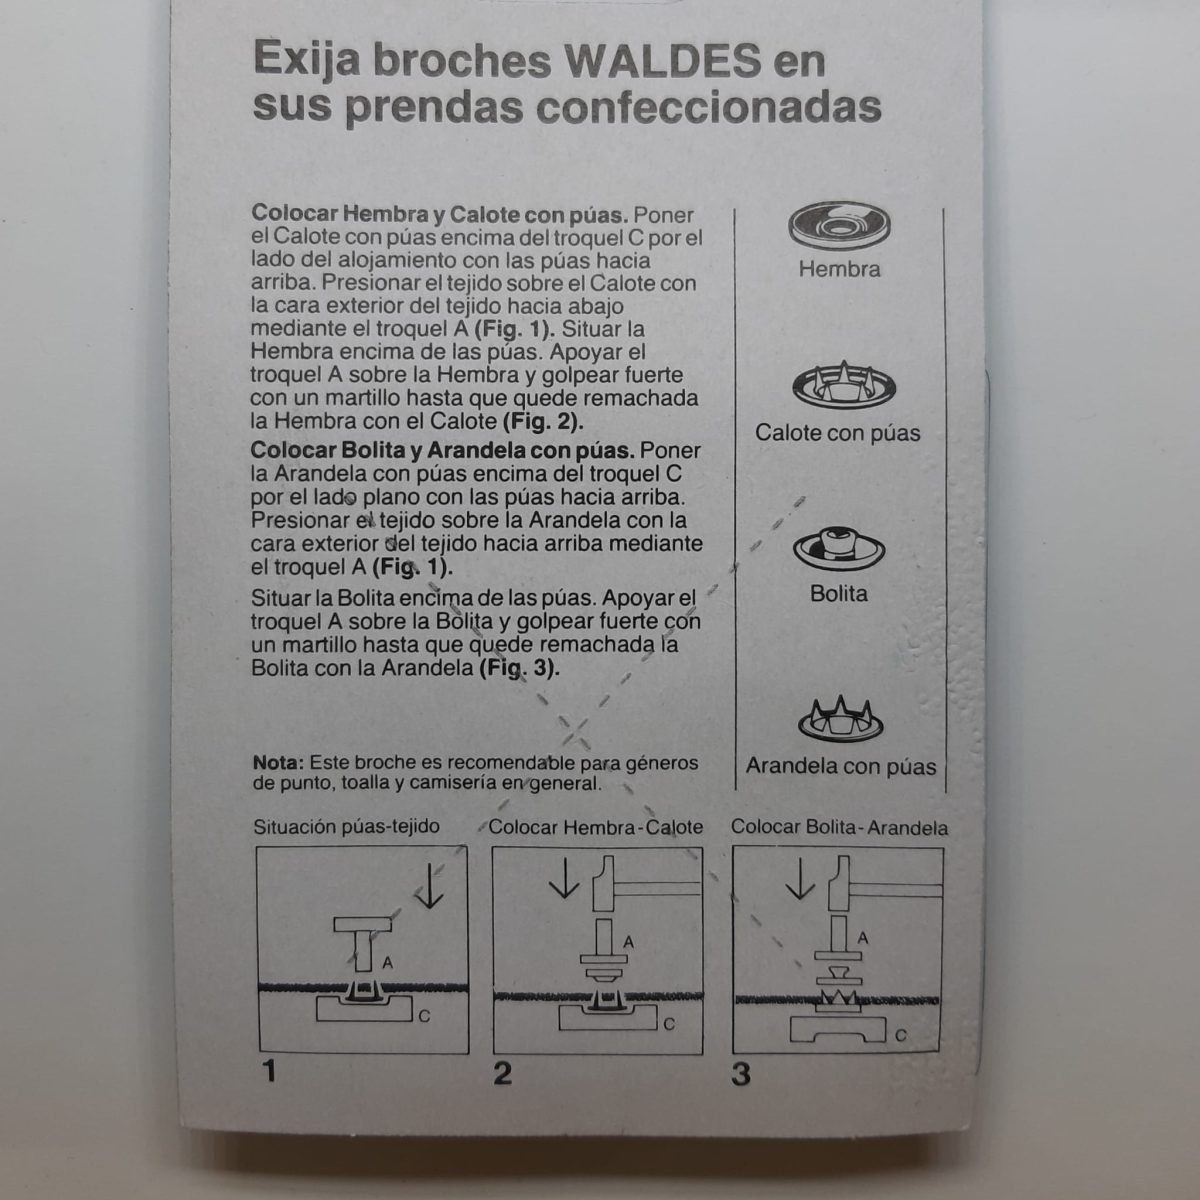 Exija broches WALDES en
sus prendas confeccionadas
Colocar Hembra y Calote con púas. Poner
el Calote con púas encima del troquel C por el
lado del alojamiento con las púas hacia
arriba. Presionar el tejido sobre el Calote con
la cara exterior del tejido hacia abajo
mediante el troquel A (Fig. 1). Situar la
Hembra encima de las púas. Apoyar el
troquel A sobre la Hembra y golpear fuerte
con un martillo hasta que quede remachada
la Hembra con el Calote (Fig. 2).
Colocar Bolita y Arandela con púas. Poner
la Arandela con púas encima del troquel C
por el lado plano con las púas hacia arriba.
Presionar el tejido sobre la Arandela con la
cara exterior del tejido hacia arriba mediante
el troquel A (Fig. 1).
Situar la Bolita encima de las púas. Apoyar el
troquel A sobre la Bolita y golpear fuerte con
un martillo hasta que quede remachada la
Bolita con la Arandela (Fig. 3).
Nota: Este broche es recomendable para géneros
de punto, toalla y camisería en general.
Hembra
Calote con púas
Bolita
Arandela con púas
Situación púas-tejido
A
C
1
Colocar Hembra-Calote
A
C
2
Colocar Bolita-Arandela
A
C
3